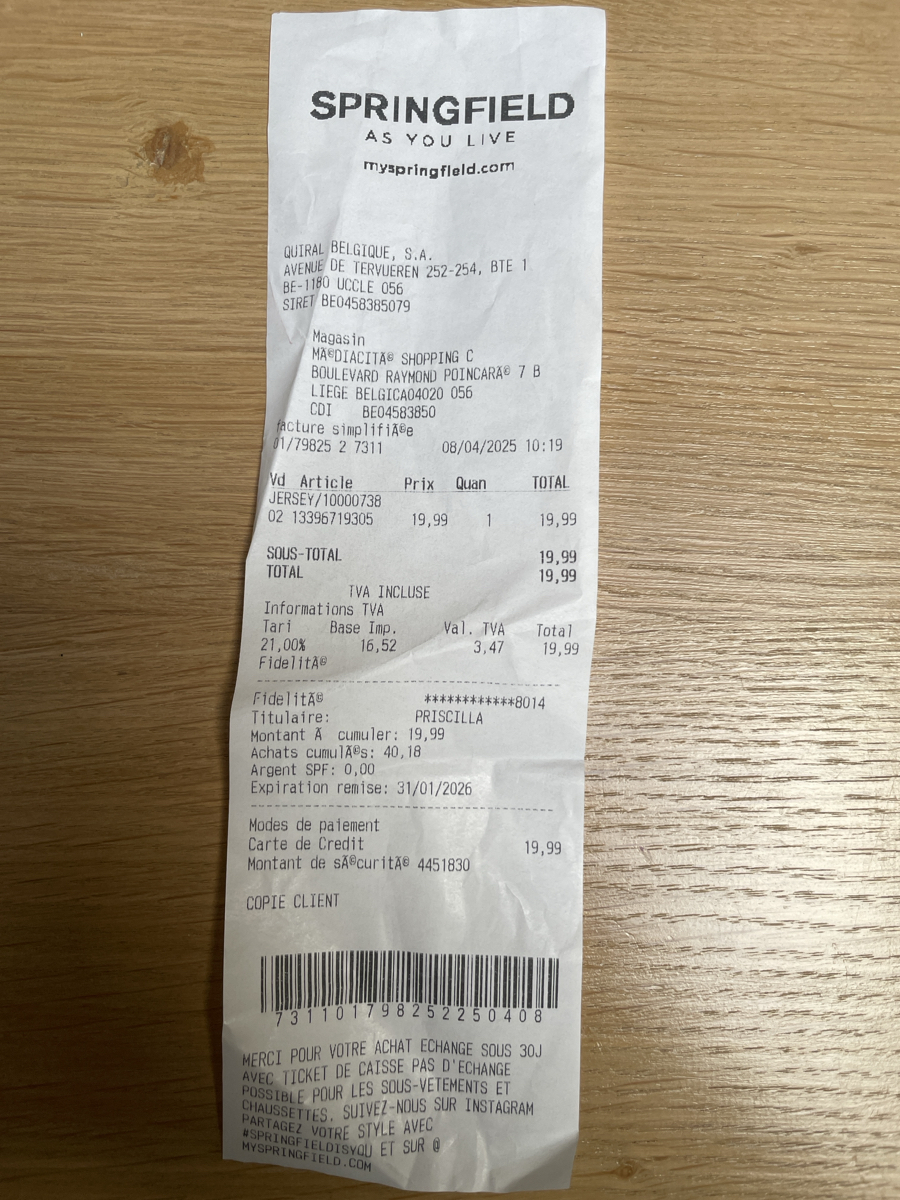 SPRINGFIELD
AS YOU LIVE
myspringfield.com
QUIRAL BELGIQUE, S.A.
AVENUE DE TERVUEREN 252-254, BTE 1
BE-1180 UCCLE 056
SIRET BE0458385079
Magasin
MÃ©DIACITÃ© SHOPPING C
BOULEVARD RAYMOND POINCARÃ© 7 B
LIEGE BELGICA04020 056
CDI BE04583850
facture simplifiÃ©e
01/79825 2 7311 08/04/2025 10:19
Vd Article Prix Quan TOTAL
JERSEY/10000738
02 13396719305 19,99 1 19,99
SOUS-TOTAL 19,99
TOTAL 19,99
TVA INCLUSE
Informations TVA
Tari Base Imp. Val. TVA Total
21,00% 16,52 3,47 19,99
FidelitÃ©
Fidelitã© ************8014
Titulaire: PRISCILLA
Montant Ã cumuler: 19,99
Achats cumulÃ©s: 40,18
Argent SPF: 0,00
Expiration remise: 31/01/2026
Modes de paiement
Carte de Credit 19,99
Montant de sÃ©curitÃ© 4451830
COPIE CLIENT
731101798252250408
MERCI POUR VOTRE ACHAT ECHANGE SOUS 30J
AVEC TICKET DE CAISSE PAS D'ECHANGE
POSSIBLE POUR LES SOUS-VETEMENTS ET
CHAUSSETTES. SUIVEZ-NOUS SUR INSTAGRAM
PARTAGEZ VOTRE STYLE AVEC
#SPRINGFIELDISYOU ET SUR @
MYSPRINGFIELD.COM